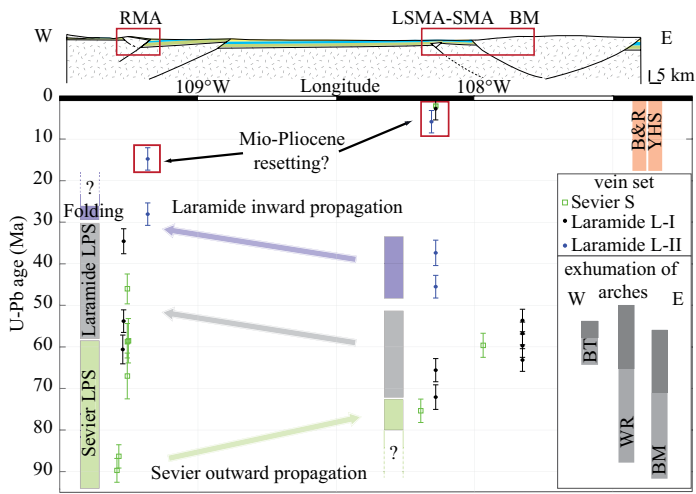 RMA
LSMA-SMA BM
W
E
5 km
109°W
Longitude
108°W
0
10
20
30
40
50
60
70
80
90
U-Pb age (Ma)
Mio-Pliocene
resetting?
B&R
YHS
?
Folding
Laramide inward propagation
Laramide LPS
Sevier LPS
?
Sevier outward propagation
vein set
Sevier S
Laramide L-I
Laramide L-II
exhumation of
W arches E
BT
WR
BM